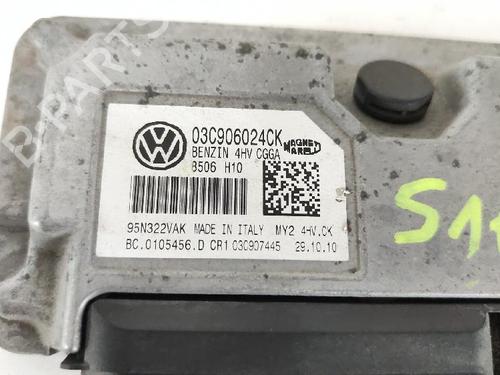 03C906024CK
BENZIN 4HV CGGA
MAGNETI MARELLI
8506 H10
95N322VAK MADE IN ITALY MY2 4HV.CK
BC.0105456.D CR1 03C907445 29.10.10
B-PARTS